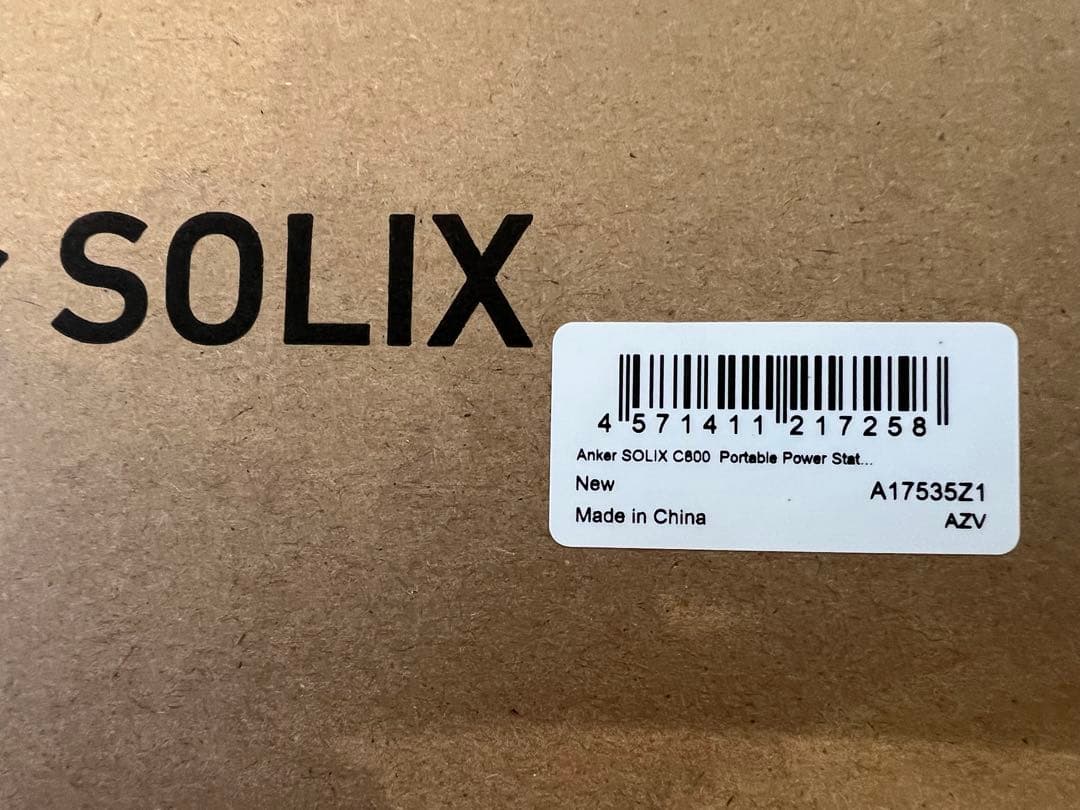 SOLIX
4 571411 217258
Anker SOLIX C800 Portable Power Stat...
New
A17535Z1
Made in China
AZV